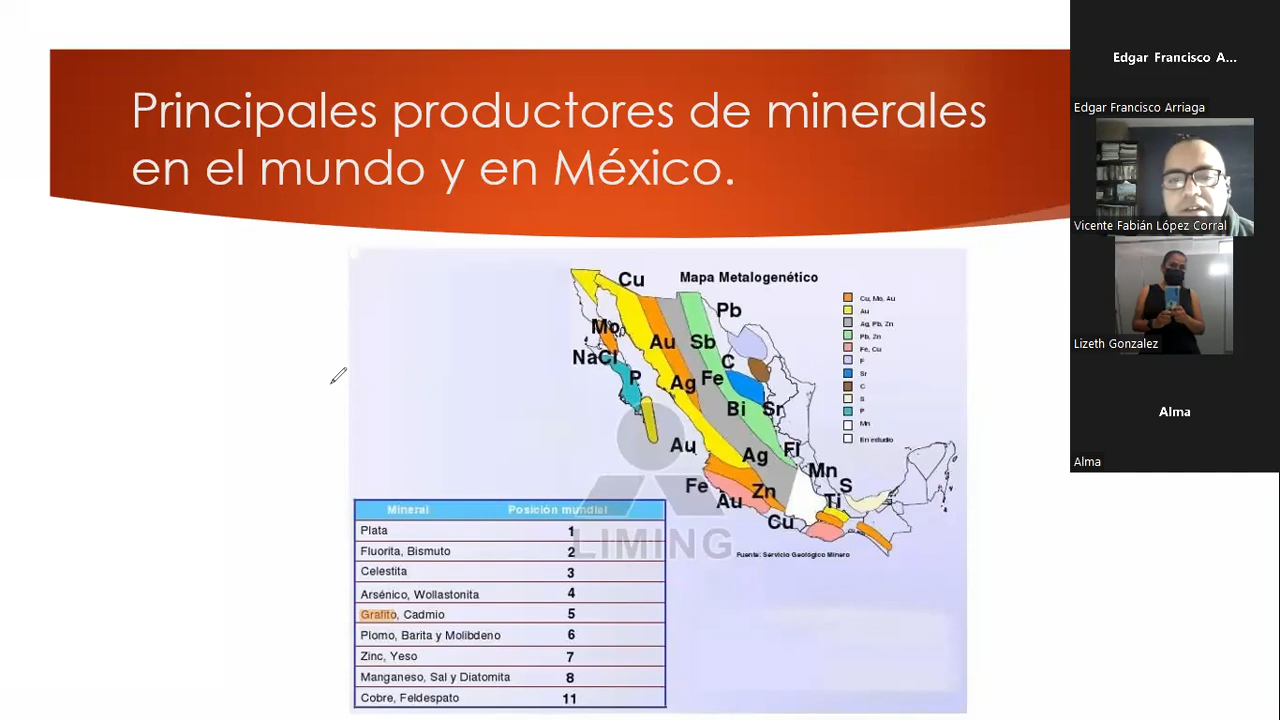 Principales productores de minerales
en el mundo y en México.
Mapa Metalogenético
Cu
Pb
Mo
Au
Sb
NaCl
C
P
Ag
Fe
Bi
Sr
Au
Ag
Fl
Mn
Fe
Au
Zn
S
Ti
Cu
Cu, Mo, Au
Au
Ag, Pb, Zn
Pb, Zn
Fe, Cu
F
Sr
C
S
P
Mn
En estudio
Fuente: Servicio Geológico Minero
LIMING
Mineral Posición mundial
Plata 1
Fluorita, Bismuto 2
Celestita 3
Arsénico, Wollastonita 4
Grafito, Cadmio 5
Plomo, Barita y Molibdeno 6
Zinc, Yeso 7
Manganeso, Sal y Diatomita 8
Cobre, Feldespato 11
Edgar Francisco A...
Edgar Francisco Arriaga
Vicente Fabián López Corral
Lizeth Gonzalez
Alma
Alma